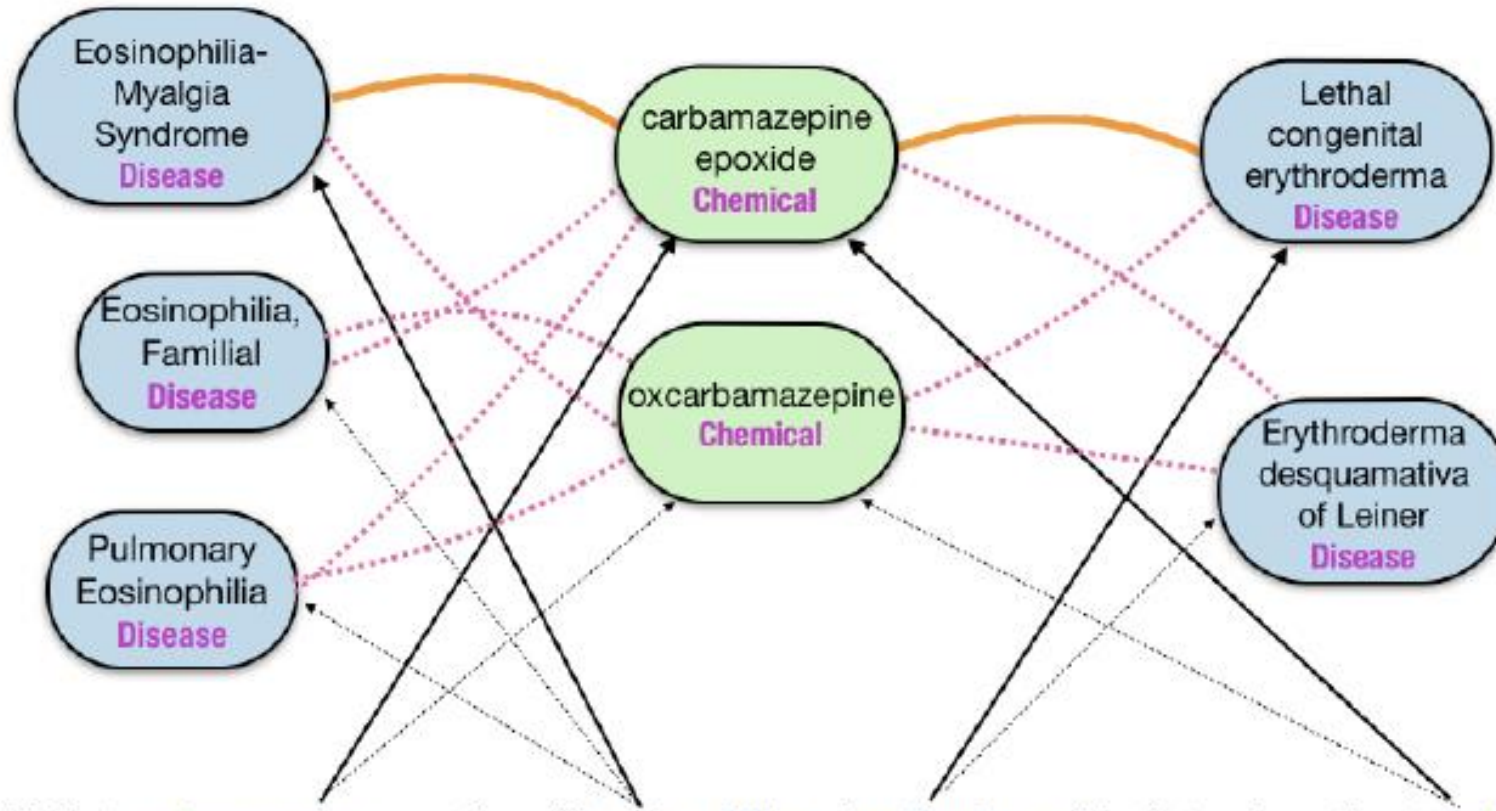 Eosinophilia-
Myalgia
Syndrome
Disease
carbamazepine
epoxide
Chemical
Lethal
congenital
erythroderma
Disease
Eosinophilia,
Familial
Disease
oxcarbamazepine
Chemical
Erythroderma
desquamativa
of Leiner
Disease
Pulmonary
Eosinophilia
Disease